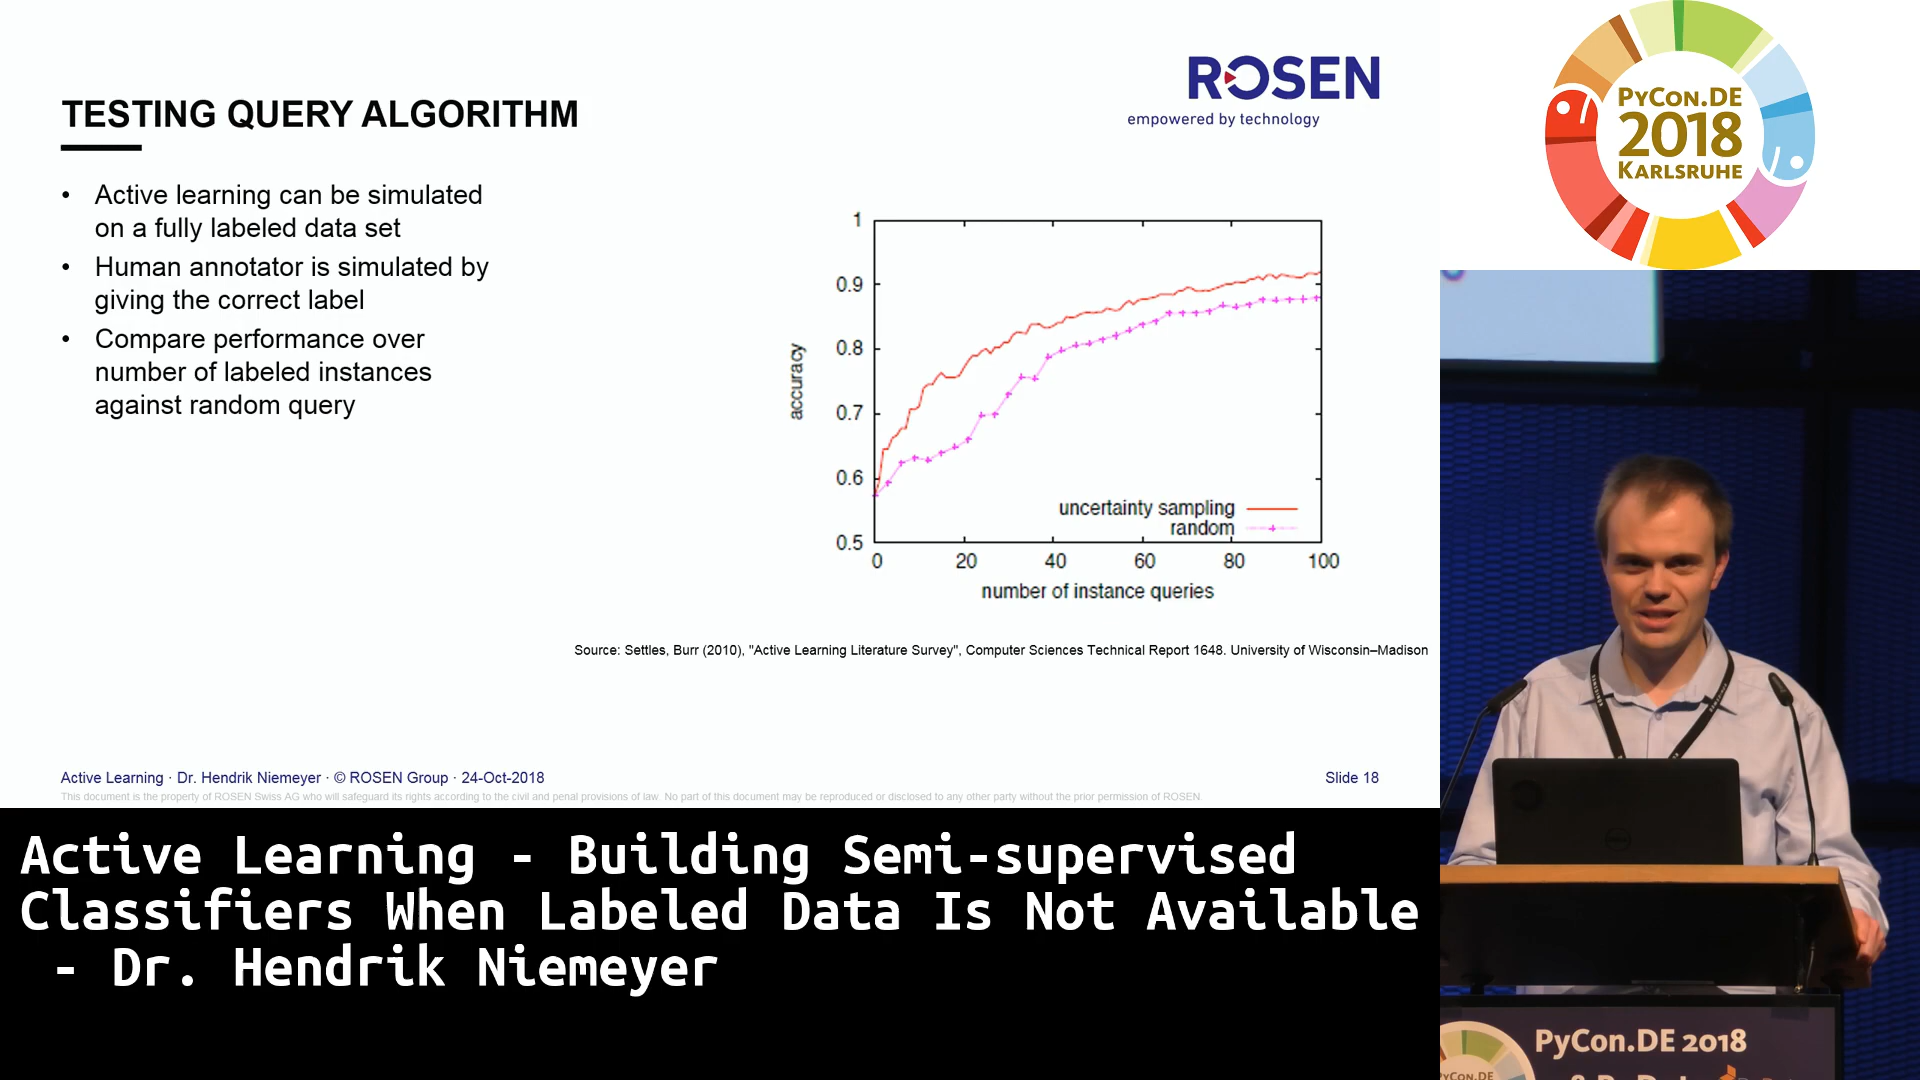 TESTING QUERY ALGORITHM
ROSEN
empowered by technology
• Active learning can be simulated
on a fully labeled data set
• Human annotator is simulated by
giving the correct label
• Compare performance over
number of labeled instances
against random query
1
0.9
0.8
0.7
0.6
0.5
accuracy
uncertainty sampling
random
0
20
40
60
80
100
number of instance queries
Source: Settles, Burr (2010), "Active Learning Literature Survey", Computer Sciences Technical Report 1648. University of Wisconsin–Madison
Active Learning · Dr. Hendrik Niemeyer · © ROSEN Group · 24-Oct-2018
Slide 18
This document is the property of ROSEN Swiss AG who will safeguard its rights according to the civil and penal provisions of law. No part of this document may be reproduced or disclosed to any other party without the prior permission of ROSEN.
PYCON.DE
2018
KARLSRUHE
Active Learning - Building Semi-supervised
Classifiers When Labeled Data Is Not Available
- Dr. Hendrik Niemeyer
PyCon.DE 2018